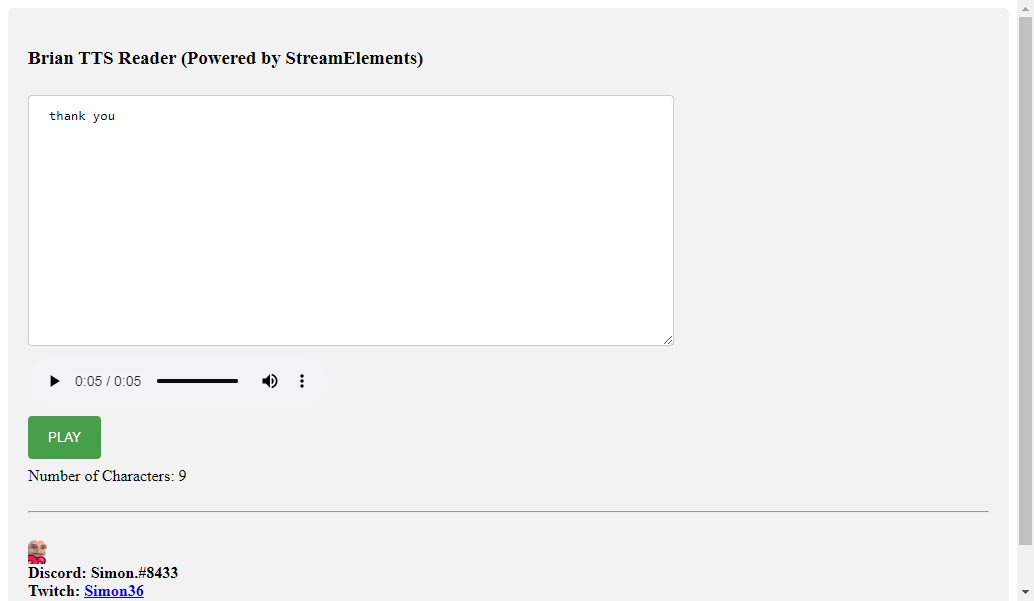 Brian TTS Reader (Powered by StreamElements)
thank you
0:05 / 0:05
PLAY
Number of Characters: 9
Discord: Simon.#8433
Twitch: Simon36